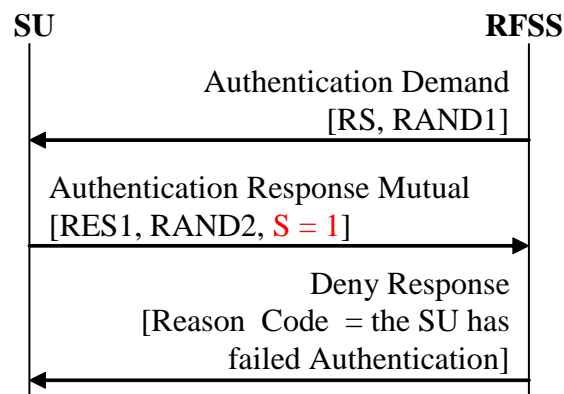 SU RFSS
Authentication Demand
[RS, RAND1]
Authentication Response Mutual
[RES1, RAND2, S = 1]
Deny Response
[Reason Code = the SU has
failed Authentication]